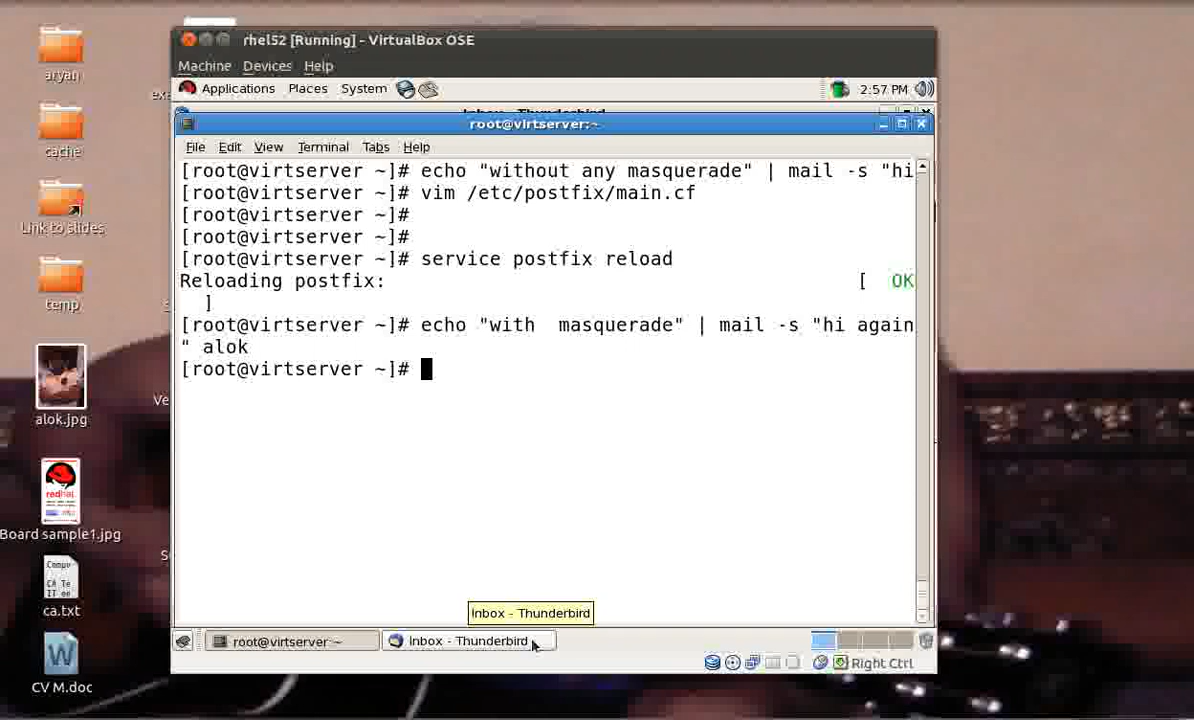 rhel52 [Running] - VirtualBox OSE
Machine Devices Help
Applications Places System 2:57 PM
Inbox - Thunderbird
root@virtserver:~
File Edit View Terminal Tabs Help
[root@virtserver ~]# echo "without any masquerade" | mail -s "hi
[root@virtserver ~]# vim /etc/postfix/main.cf
[root@virtserver ~]#
[root@virtserver ~]#
[root@virtserver ~]# service postfix reload
Reloading postfix: [ OK
]
[root@virtserver ~]# echo "with  masquerade" | mail -s "hi again
" alok
[root@virtserver ~]#
Inbox - Thunderbird
root@virtserver:~
Inbox - Thunderbird
Right Ctrl
aryan
cache
Link to slides
temp
alok.jpg
redhat
Board sample1.jpg
ca.txt
CV M.doc